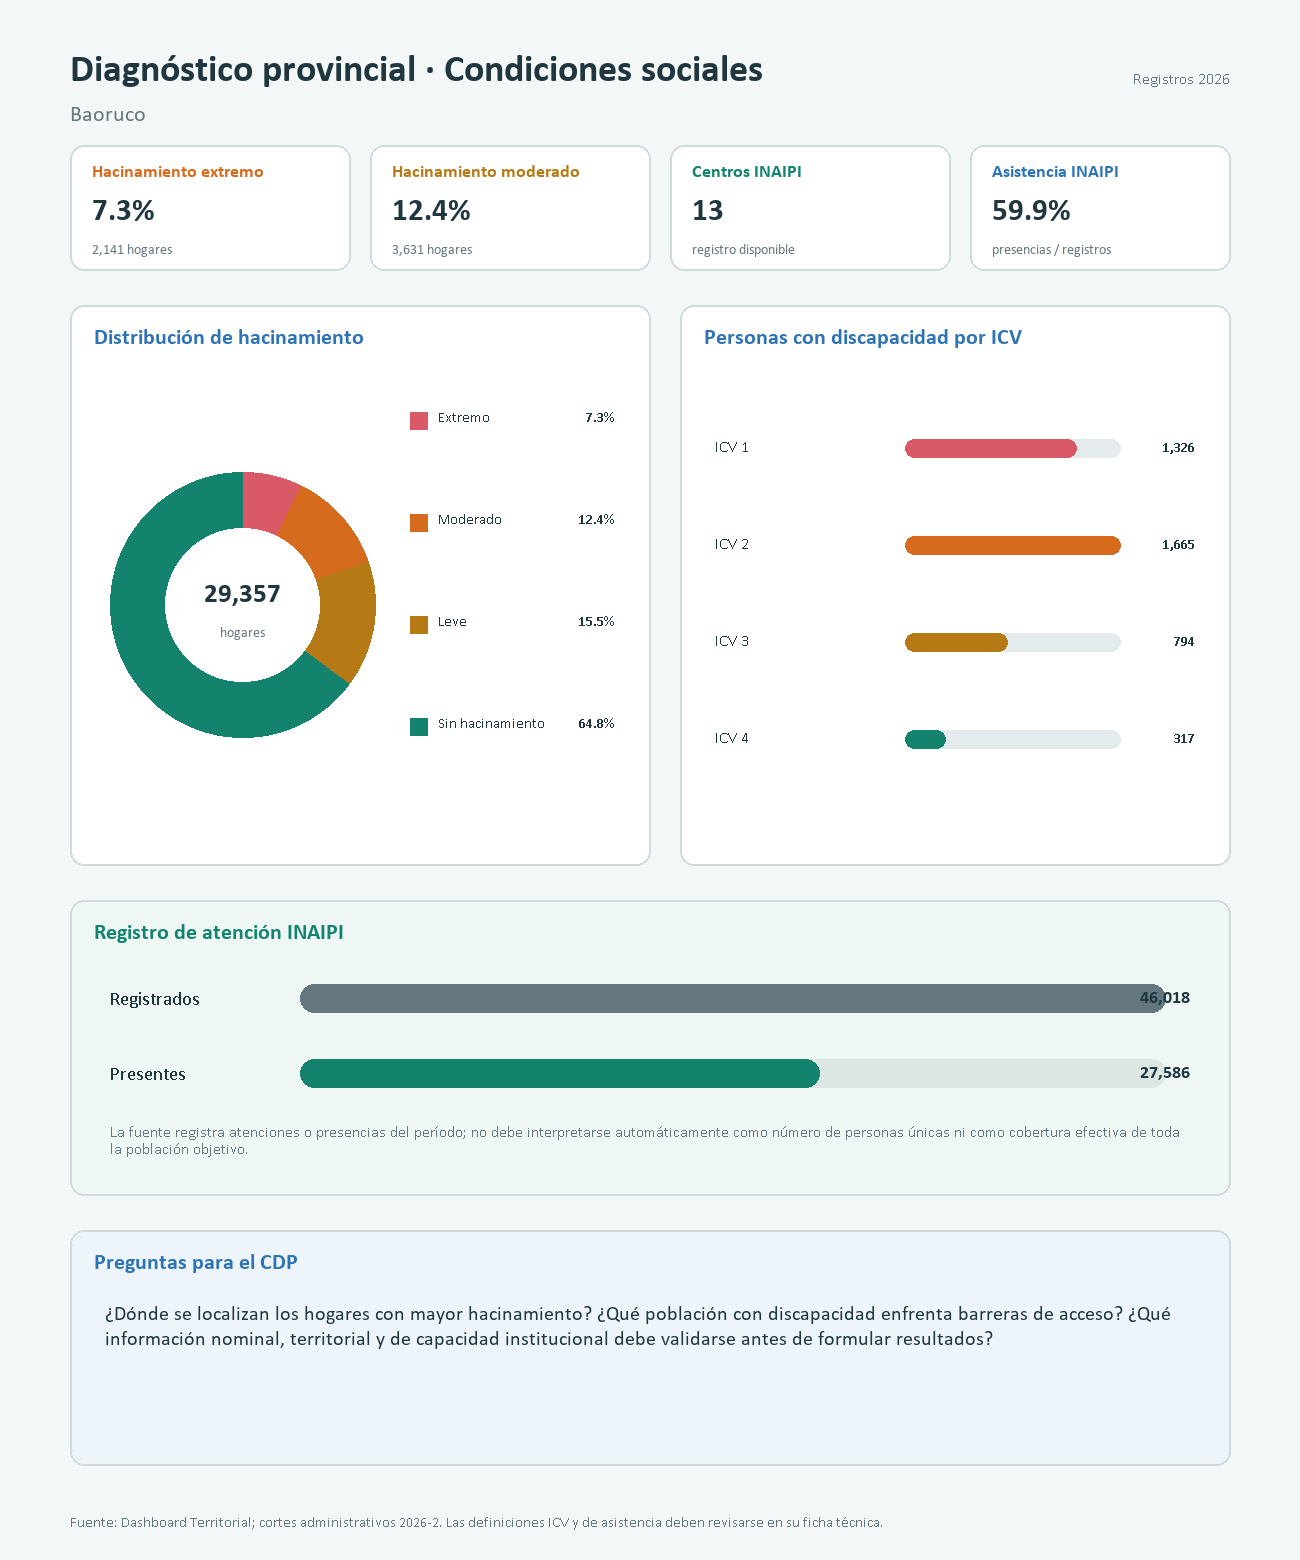 Diagnóstico provincial · Condiciones sociales
Registros 2026
Baoruco
Hacinamiento extremo
7.3%
2,141 hogares
Hacinamiento moderado
12.4%
3,631 hogares
Centros INAIPI
13
registro disponible
Asistencia INAIPI
59.9%
presencias / registros
Distribución de hacinamiento
Extremo 7.3%
Moderado 12.4%
Leve 15.5%
Sin hacinamiento 64.8%
29,357
hogares
Personas con discapacidad por ICV
ICV 1 1,326
ICV 2 1,665
ICV 3 794
ICV 4 317
Registro de atención INAIPI
Registrados 46,018
Presentes 27,586
La fuente registra atenciones o presencias del período; no debe interpretarse automáticamente como número de personas únicas ni como cobertura efectiva de toda
la población objetivo.
Preguntas para el CDP
¿Dónde se localizan los hogares con mayor hacinamiento? ¿Qué población con discapacidad enfrenta barreras de acceso? ¿Qué
información nominal, territorial y de capacidad institucional debe validarse antes de formular resultados?
Fuente: Dashboard Territorial; cortes administrativos 2026-2. Las definiciones ICV y de asistencia deben revisarse en su ficha técnica.